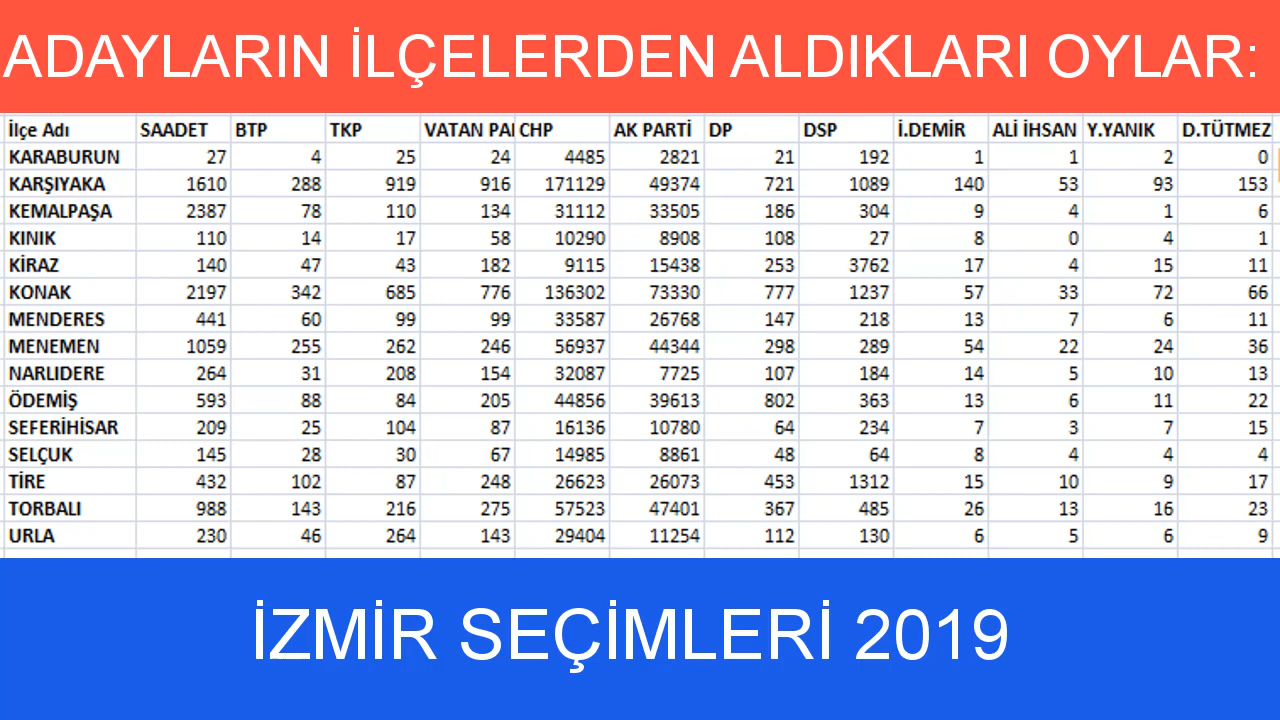 ADAYLARIN İLÇELERDEN ALDIKLARI OYLAR:
İlçe Adı SAADET BTP TKP VATAN PAI CHP AK PARTİ DP DSP İ.DEMİR ALİ İHSAN Y.YANIK D.TÜTMEZ
KARABURUN 27 4 25 24 4485 2821 21 192 1 1 2 0
KARŞIYAKA 1610 288 919 916 171129 49374 721 1089 140 53 93 153
KEMALPAŞA 2387 78 110 134 31112 33505 186 304 9 4 1 6
KINIK 110 14 17 58 10290 8908 108 27 8 0 4 1
KİRAZ 140 47 43 182 9115 15438 253 3762 17 4 15 11
KONAK 2197 342 685 776 136302 73330 777 1237 57 33 72 66
MENDERES 441 60 99 99 33587 26768 147 218 13 7 6 11
MENEMEN 1059 255 262 246 56937 44344 298 289 54 22 24 36
NARLIDERE 264 31 208 154 32087 7725 107 184 14 5 10 13
ÖDEMİŞ 593 88 84 205 44856 39613 802 363 13 6 11 22
SEFERİHİSAR 209 25 104 87 16136 10780 64 234 7 3 7 15
SELÇUK 145 28 30 67 14985 8861 48 64 8 4 4 4
TİRE 432 102 87 248 26623 26073 453 1312 15 10 9 17
TORBALI 988 143 216 275 57523 47401 367 485 26 13 16 23
URLA 230 46 264 143 29404 11254 112 130 6 5 6 9
İZMİR SEÇİMLERİ 2019